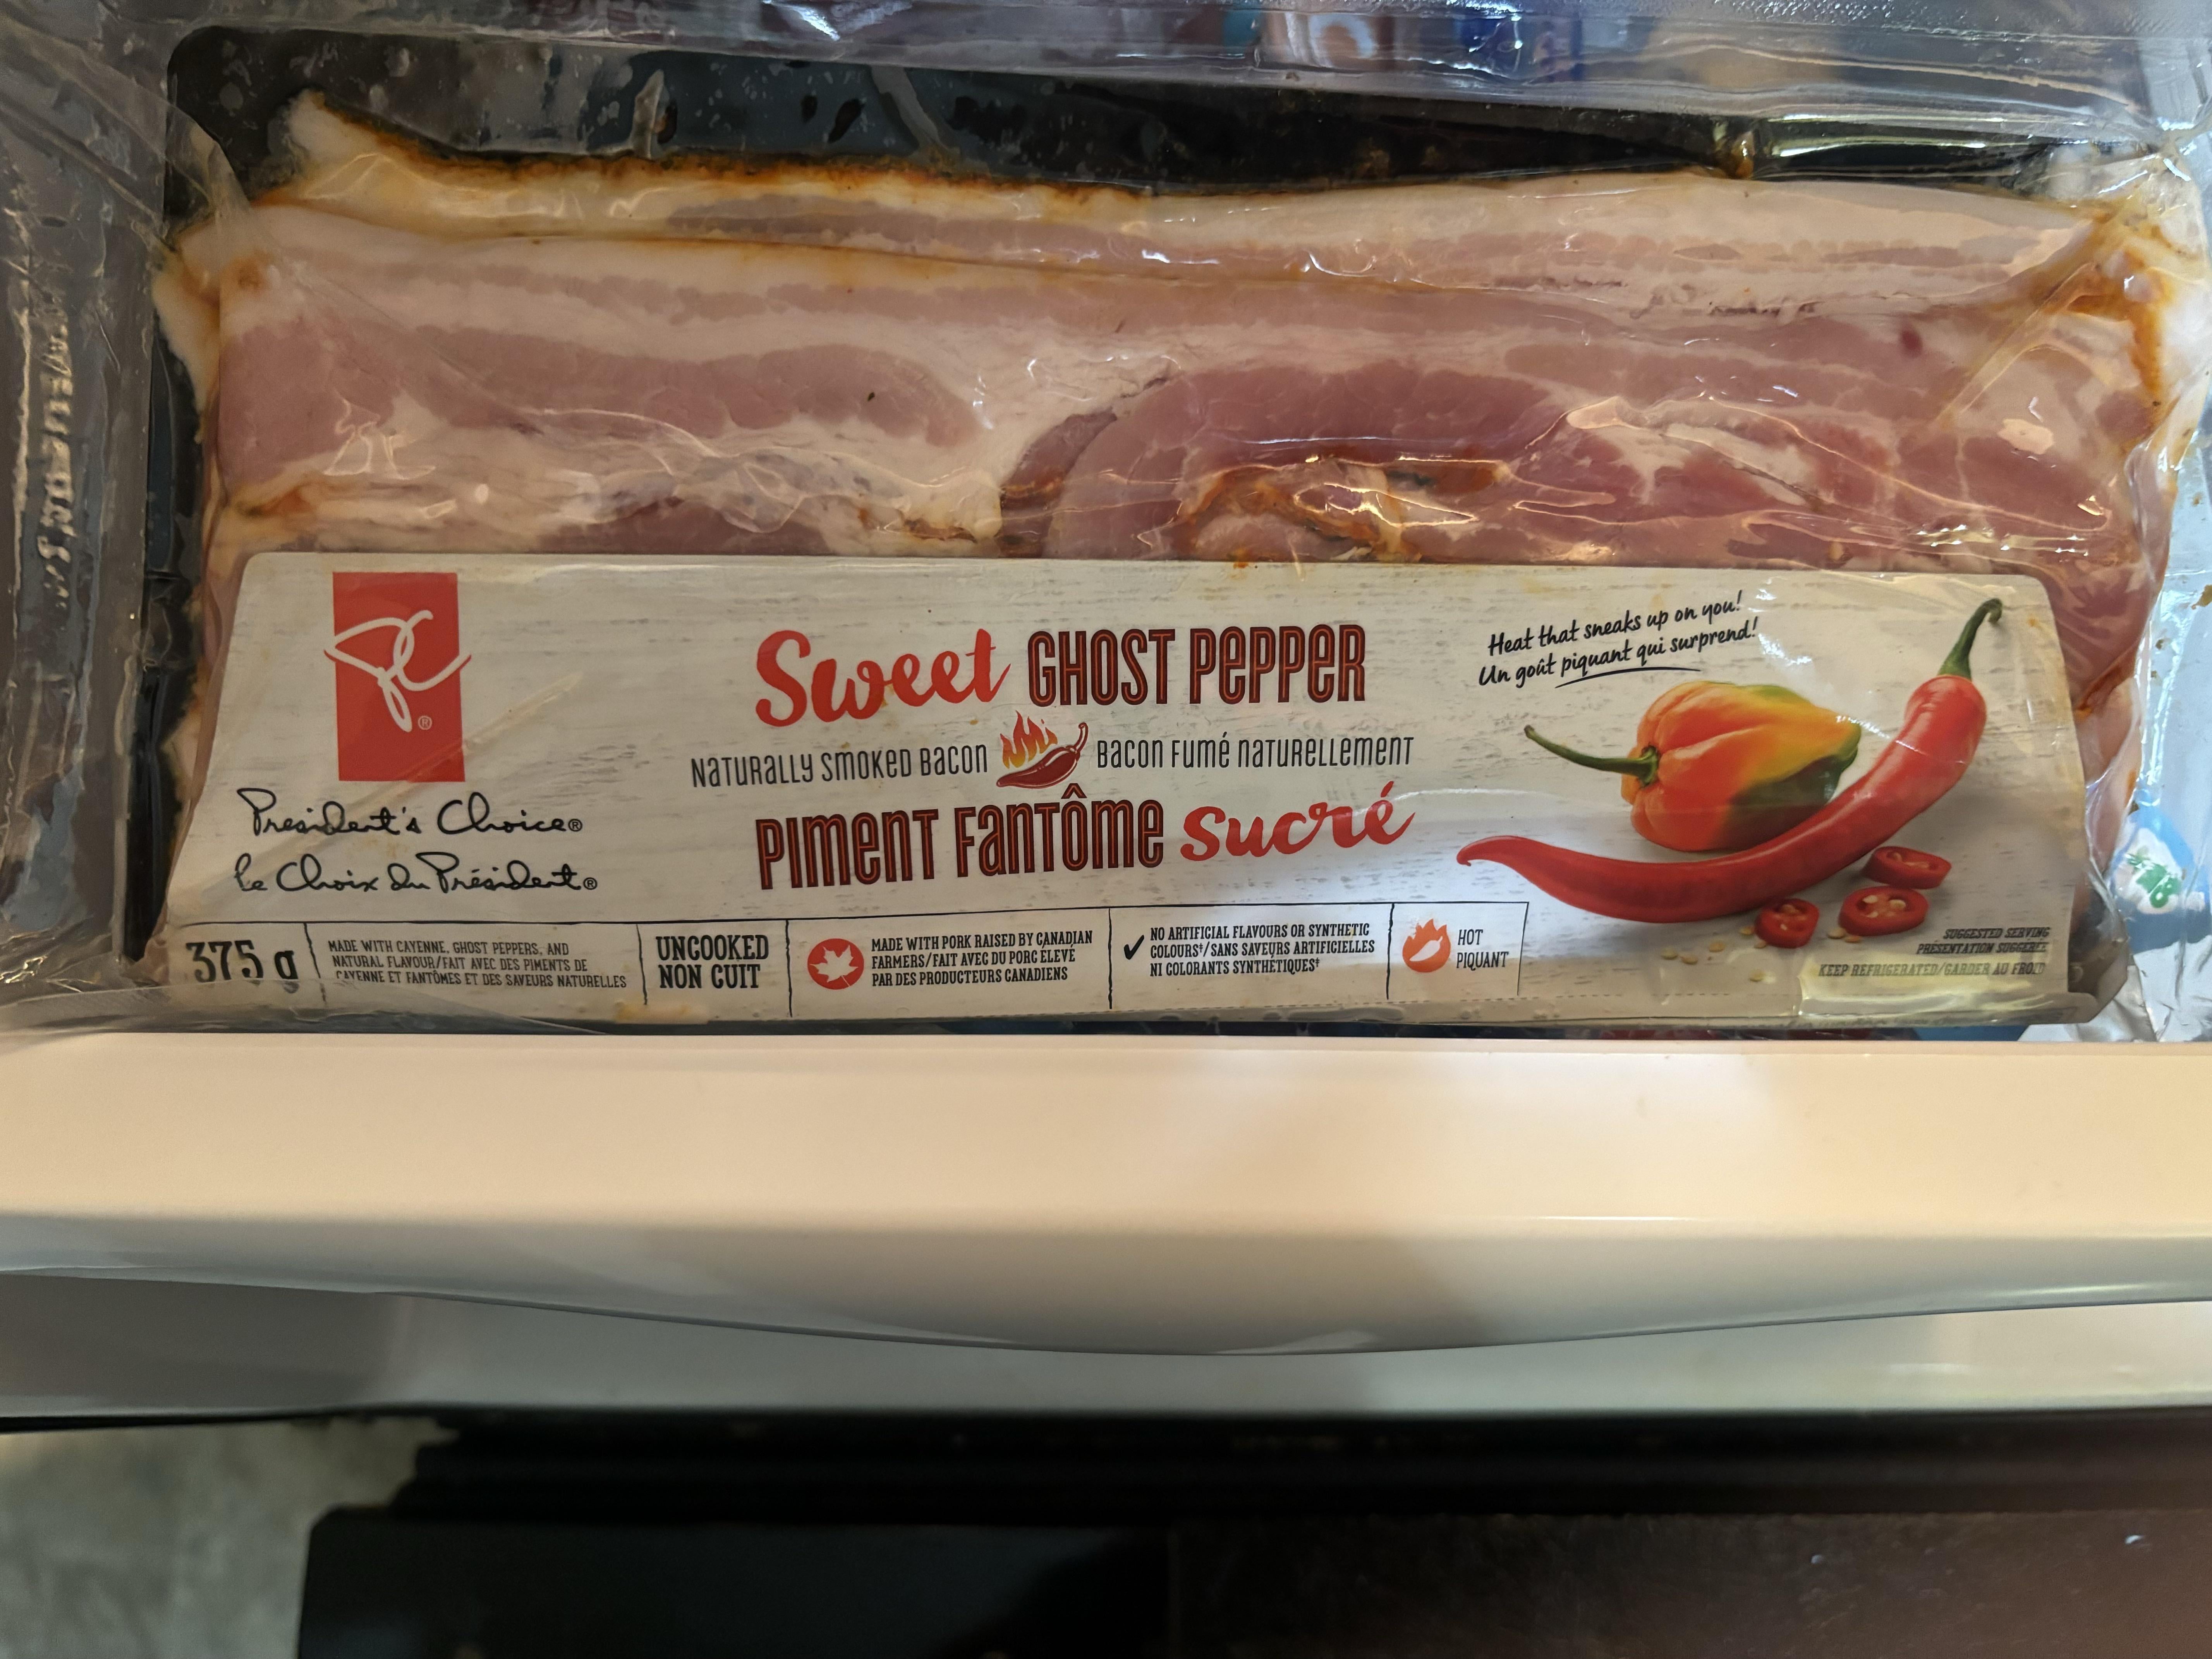 Sweet GHOST PEPPER
NATURALLY SMOKED BACON
BACON FUMÉ NATURELLEMENT
PIMENT FANTÔME sucré
Heat that sneaks up on you!
Un goût piquant qui surprend!
PC®
President's Choice®
le Choix du Président®
375 g
MADE WITH CAYENNE, GHOST PEPPERS, AND
NATURAL FLAVOUR/FAIT AVEC DES PIMENTS DE
CAYENNE ET FANTÔMES ET DES SAVEURS NATURELLES
UNCOOKED
NON CUIT
MADE WITH PORK RAISED BY CANADIAN
FARMERS/FAIT AVEC DU PORC ÉLEVÉ
PAR DES PRODUCTEURS CANADIENS
✓ NO ARTIFICIAL FLAVOURS OR SYNTHETIC
COLOURS‡/SANS SAVEURS ARTIFICIELLES
NI COLORANTS SYNTHÉTIQUES‡
HOT
PIQUANT
SUGGESTED SERVING
PRÉSENTATION SUGGÉRÉE
KEEP REFRIGERATED/GARDER AU FROID